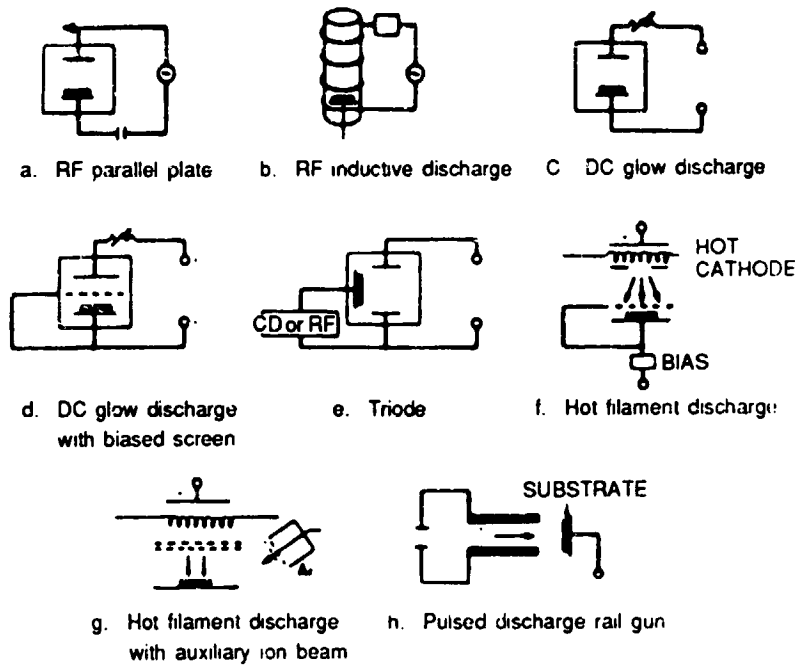 a. RF parallel plate
b. RF inductive discharge
C DC glow discharge
HOT
CATHODE
CD or RF
BIAS
d. DC glow discharge
with biased screen
e. Triode
f. Hot filament discharge
SUBSTRATE
g. Hot filament discharge
with auxiliary ion beam
h. Pulsed discharge rail gun